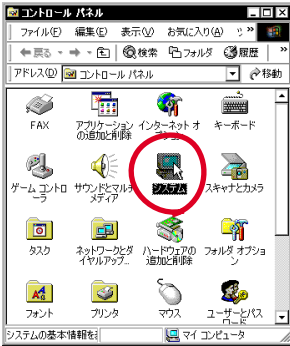 コントロール パネル
ファイル(F) 編集(E) 表示(V) お気に入り(A) ツ »
戻る 検索 フォルダ 履歴 »
アドレス(D) コントロール パネル 移動
FAX
アプリケーション
の追加と削除
インターネット オ
プション
キーボード
ゲーム コントロ
ーラ
サウンドとマルチ
メディア
システム
スキャナとカメラ
タスク
ネットワークとダ
イヤルアップ...
ハードウェアの
追加と削除
フォルダ オプショ
ン
フォント
プリンタ
マウス
ユーザーとパス
ワード
システムの基本情報を
マイ コンピュータ